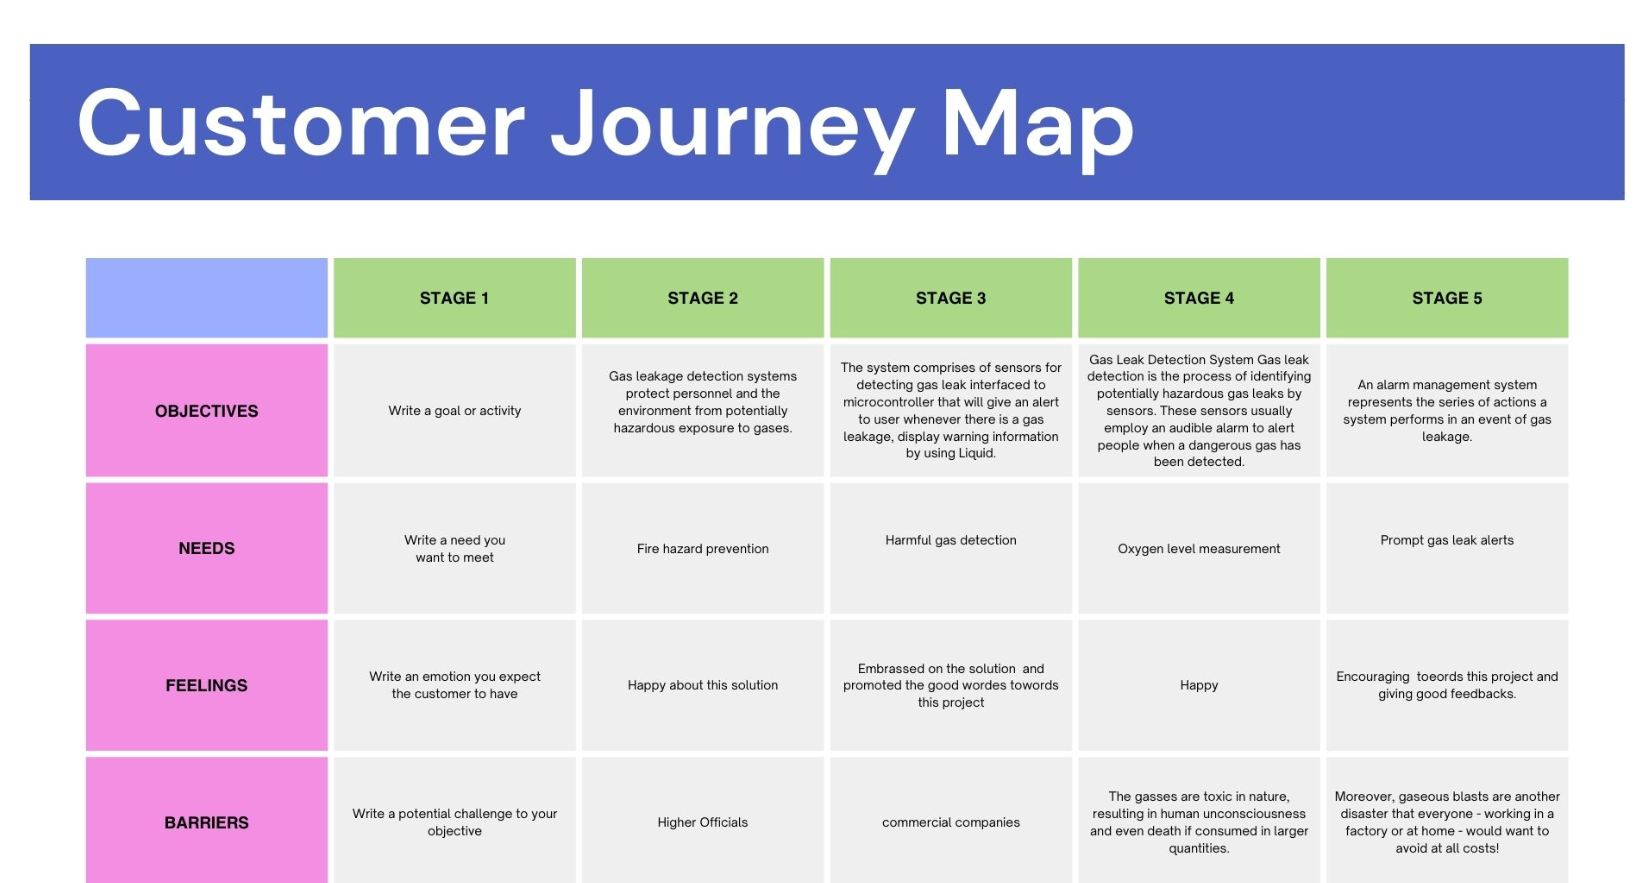 Customer Journey Map
STAGE 1
STAGE 2
STAGE 3
STAGE 4
STAGE 5
OBJECTIVES
Write a goal or activity
Gas leakage detection systems
protect personnel and the
environment from potentially
hazardous exposure to gases.
The system comprises of sensors for
detecting gas leak interfaced to
microcontroller that will give an alert
to user whenever there is a gas
leakage, display warning information
by using Liquid.
Gas Leak Detection System Gas leak
detection is the process of identifying
potentially hazardous gas leaks by
sensors. These sensors usually
employ an audible alarm to alert
people when a dangerous gas has
been detected.
An alarm management system
represents the series of actions a
system performs in an event of gas
leakage.
NEEDS
Write a need you
want to meet
Fire hazard prevention
Harmful gas detection
Oxygen level measurement
Prompt gas leak alerts
FEELINGS
Write an emotion you expect
the customer to have
Happy about this solution
Embrassed on the solution  and
promoted the good wordes towords
this project
Happy
Encouraging  toeords this project and
giving good feedbacks.
BARRIERS
Write a potential challenge to your
objective
Higher Officials
commercial companies
The gasses are toxic in nature,
resulting in human unconsciousness
and even death if consumed in larger
quantities.
Moreover, gaseous blasts are another
disaster that everyone - working in a
factory or at home - would want to
avoid at all costs!